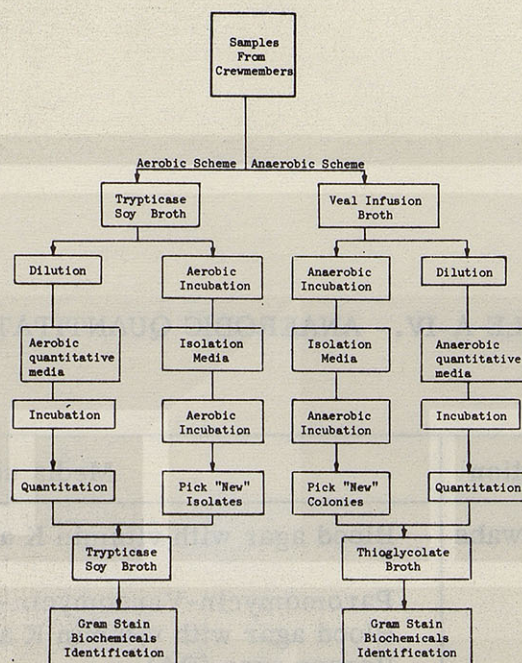 Samples
From
Crewmembers
Aerobic Scheme
Anaerobic Scheme
Trypticase
Soy Broth
Veal Infusion
Broth
Dilution
Aerobic
Incubation
Anaerobic
Incubation
Dilution
Aerobic
quantitative
media
Isolation
Media
Isolation
Media
Anaerobic
quantitative
media
Incubation
Aerobic
Incubation
Anaerobic
Incubation
Incubation
Quantitation
Pick "New"
Isolates
Pick "New"
Colonies
Quantitation
Trypticase
Soy Broth
Thioglycolate
Broth
Gram Stain
Biochemicals
Identification
Gram Stain
Biochemicals
Identification